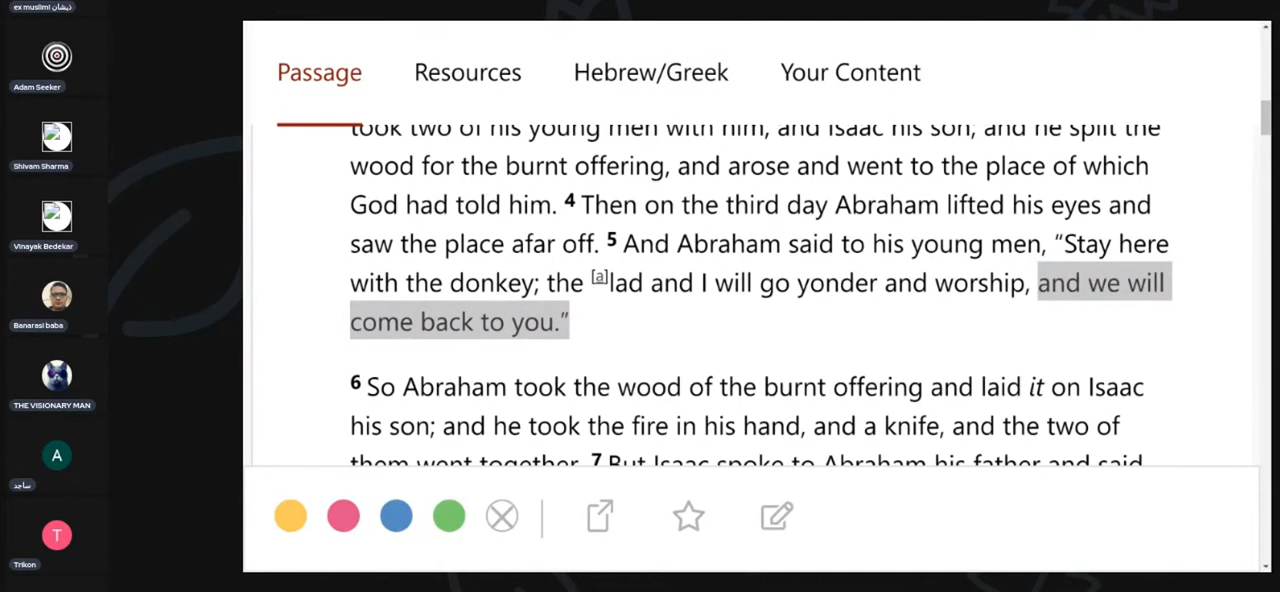 ex muslim! ذیشان
Adam Seeker
Shivam Sharma
Vinayak Bedekar
Banarasi baba
THE VISIONARY MAN
A
ساجد
T
Trikon
Passage Resources Hebrew/Greek Your Content
took two of his young men with him, and Isaac his son; and he split the
wood for the burnt offering, and arose and went to the place of which
God had told him. 4 Then on the third day Abraham lifted his eyes and
saw the place afar off. 5 And Abraham said to his young men, “Stay here
with the donkey; the [a]lad and I will go yonder and worship, and we will
come back to you.”
6 So Abraham took the wood of the burnt offering and laid it on Isaac
his son; and he took the fire in his hand, and a knife, and the two of
them went together. 7 But Isaac spoke to Abraham his father and said